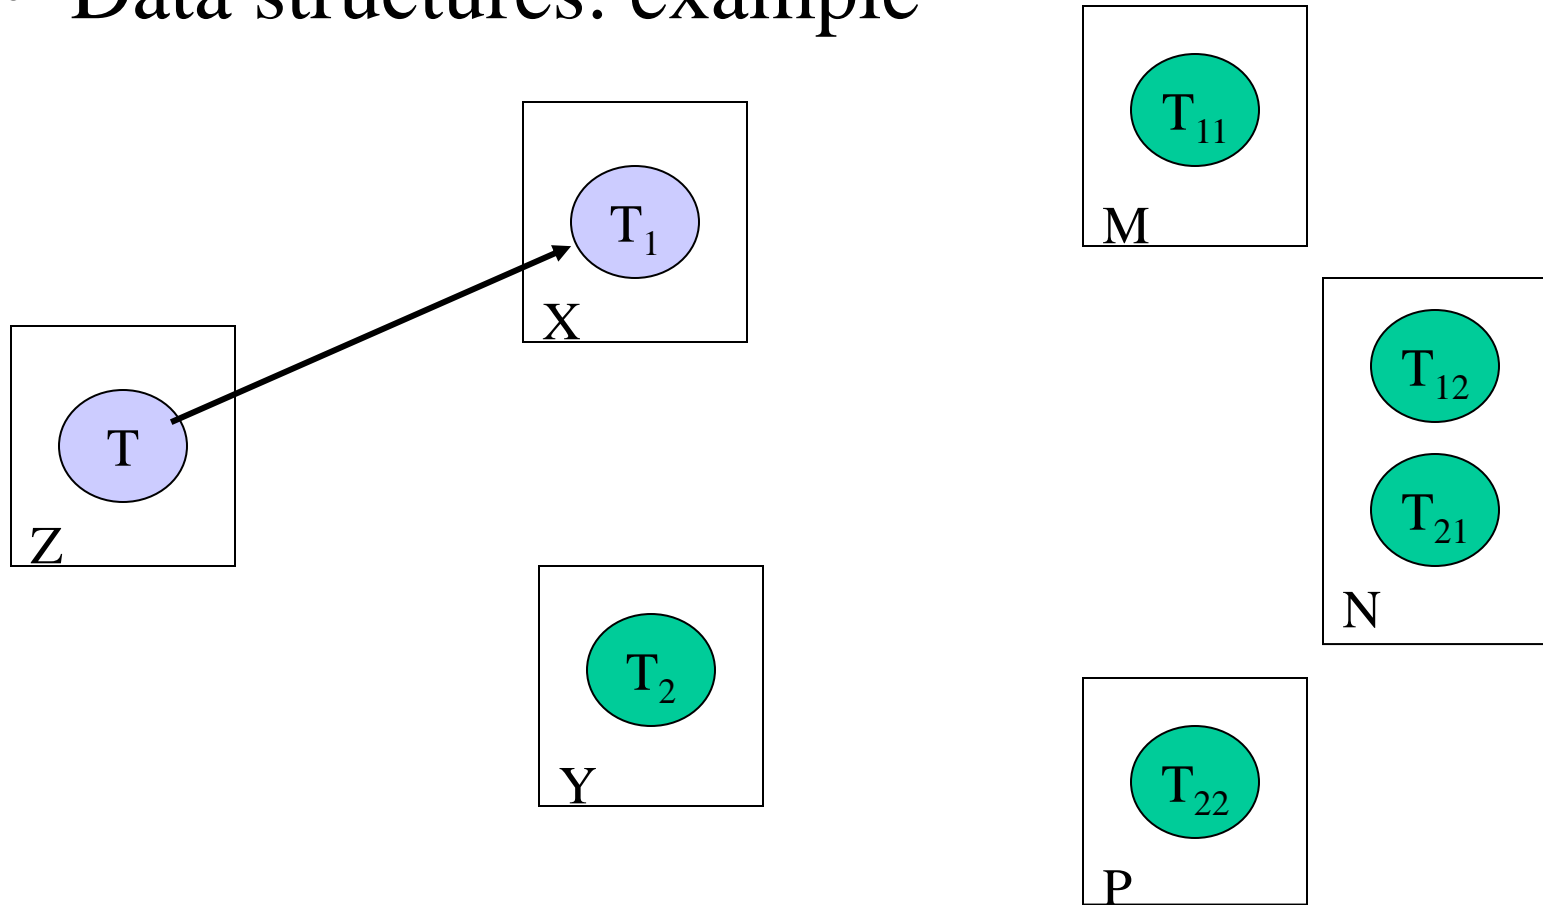 • Data structures: example
T₁₁
M
T₁
X
T₁₂
T
Z
T₂₁
N
T₂
Y
T₂₂
P